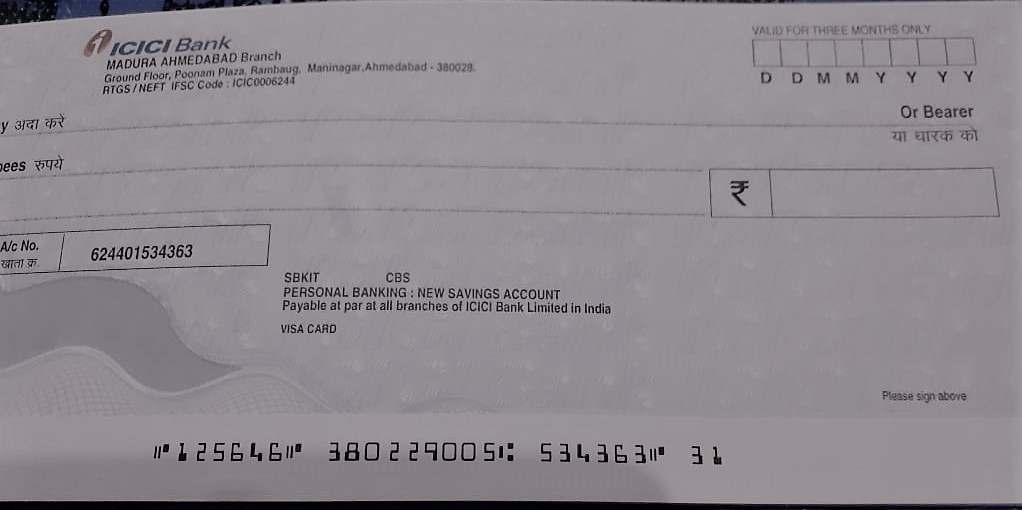 ICICI Bank
MADURA AHMEDABAD Branch
Ground Floor, Poonam Plaza, Rambaug, Maninagar,Ahmedabad - 380028.
RTGS / NEFT IFSC Code : ICIC0006244
VALID FOR THREE MONTHS ONLY
D D M M Y Y Y Y
y अदा करे
Or Bearer
या धारक को
ees रुपये
₹
A/c No.
खाता क्र.
624401534363
SBKIT CBS
PERSONAL BANKING : NEW SAVINGS ACCOUNT
Payable at par at all branches of ICICI Bank Limited in India
VISA CARD
Please sign above
⑈125646⑈ 380229005⑆ 534363⑈ 31